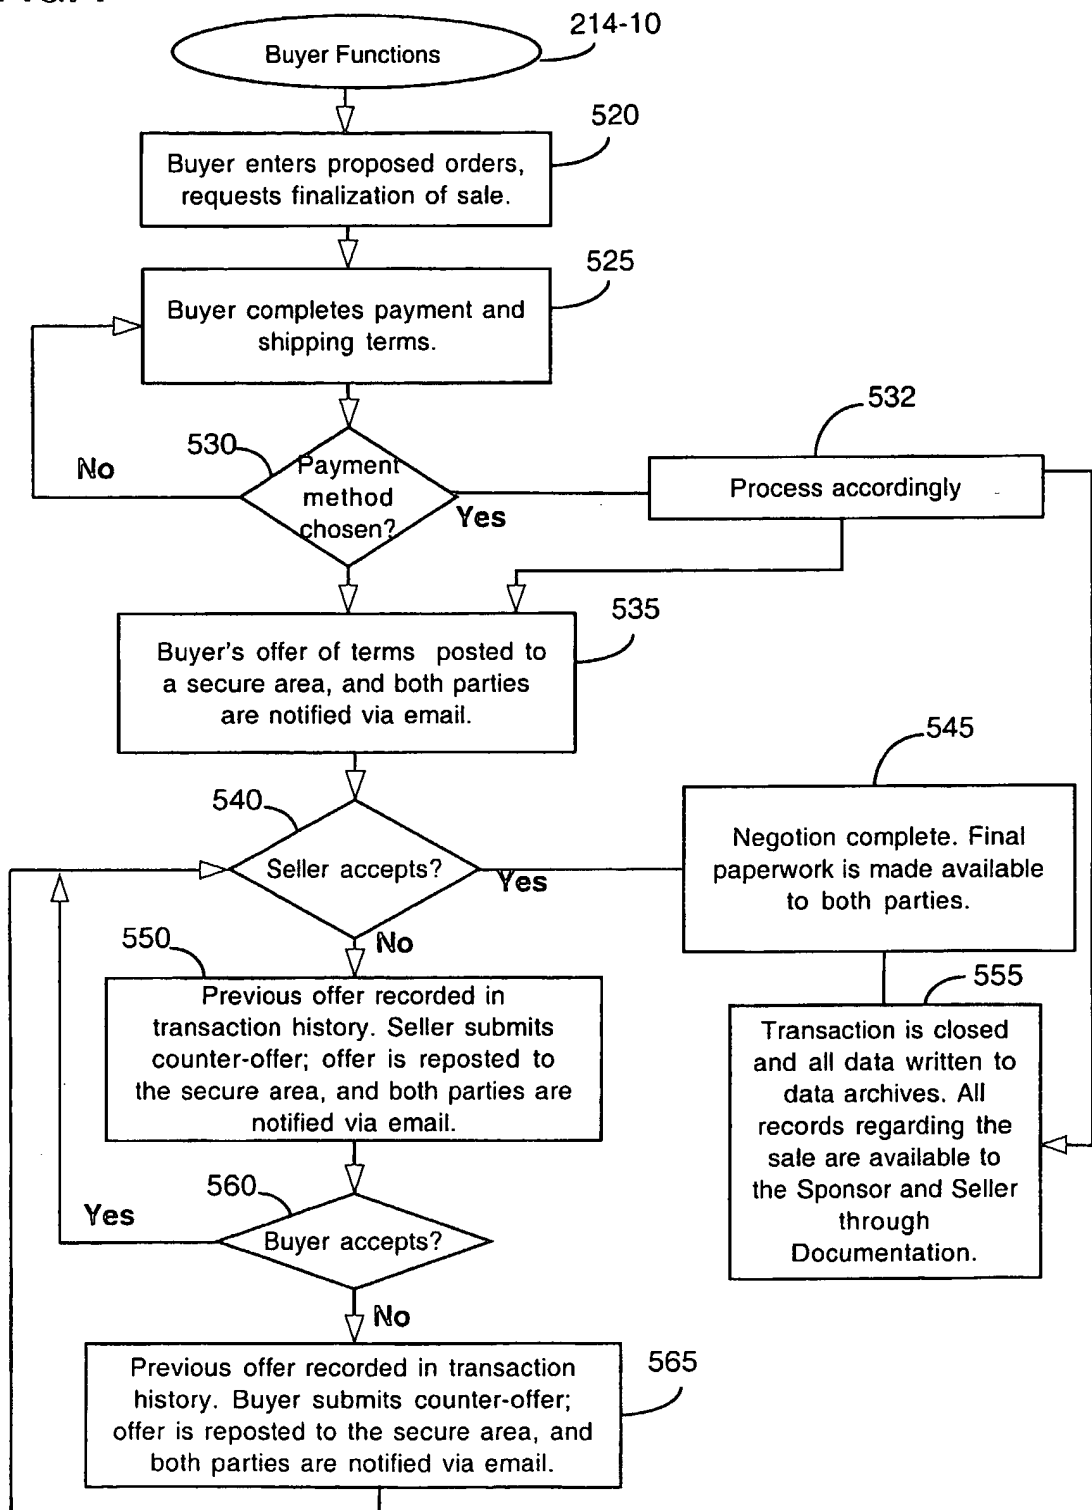 214-10
Buyer Functions
520
Buyer enters proposed orders,
requests finalization of sale.
525
Buyer completes payment and
shipping terms.
532
530
No
Payment
method
chosen?
Yes
Process accordingly
535
Buyer's offer of terms posted to
a secure area, and both parties
are notified via email.
545
540
Seller accepts?
Yes
Negotion complete. Final
paperwork is made available
to both parties.
No
550
555
Previous offer recorded in
transaction history. Seller submits
counter-offer; offer is reposted to
the secure area, and both parties are
notified via email.
Transaction is closed
and all data written to
data archives. All
records regarding the
sale are available to
the Sponsor and Seller
through
Documentation.
560
Yes
Buyer accepts?
No
565
Previous offer recorded in transaction
history. Buyer submits counter-offer;
offer is reposted to the secure area, and
both parties are notified via email.